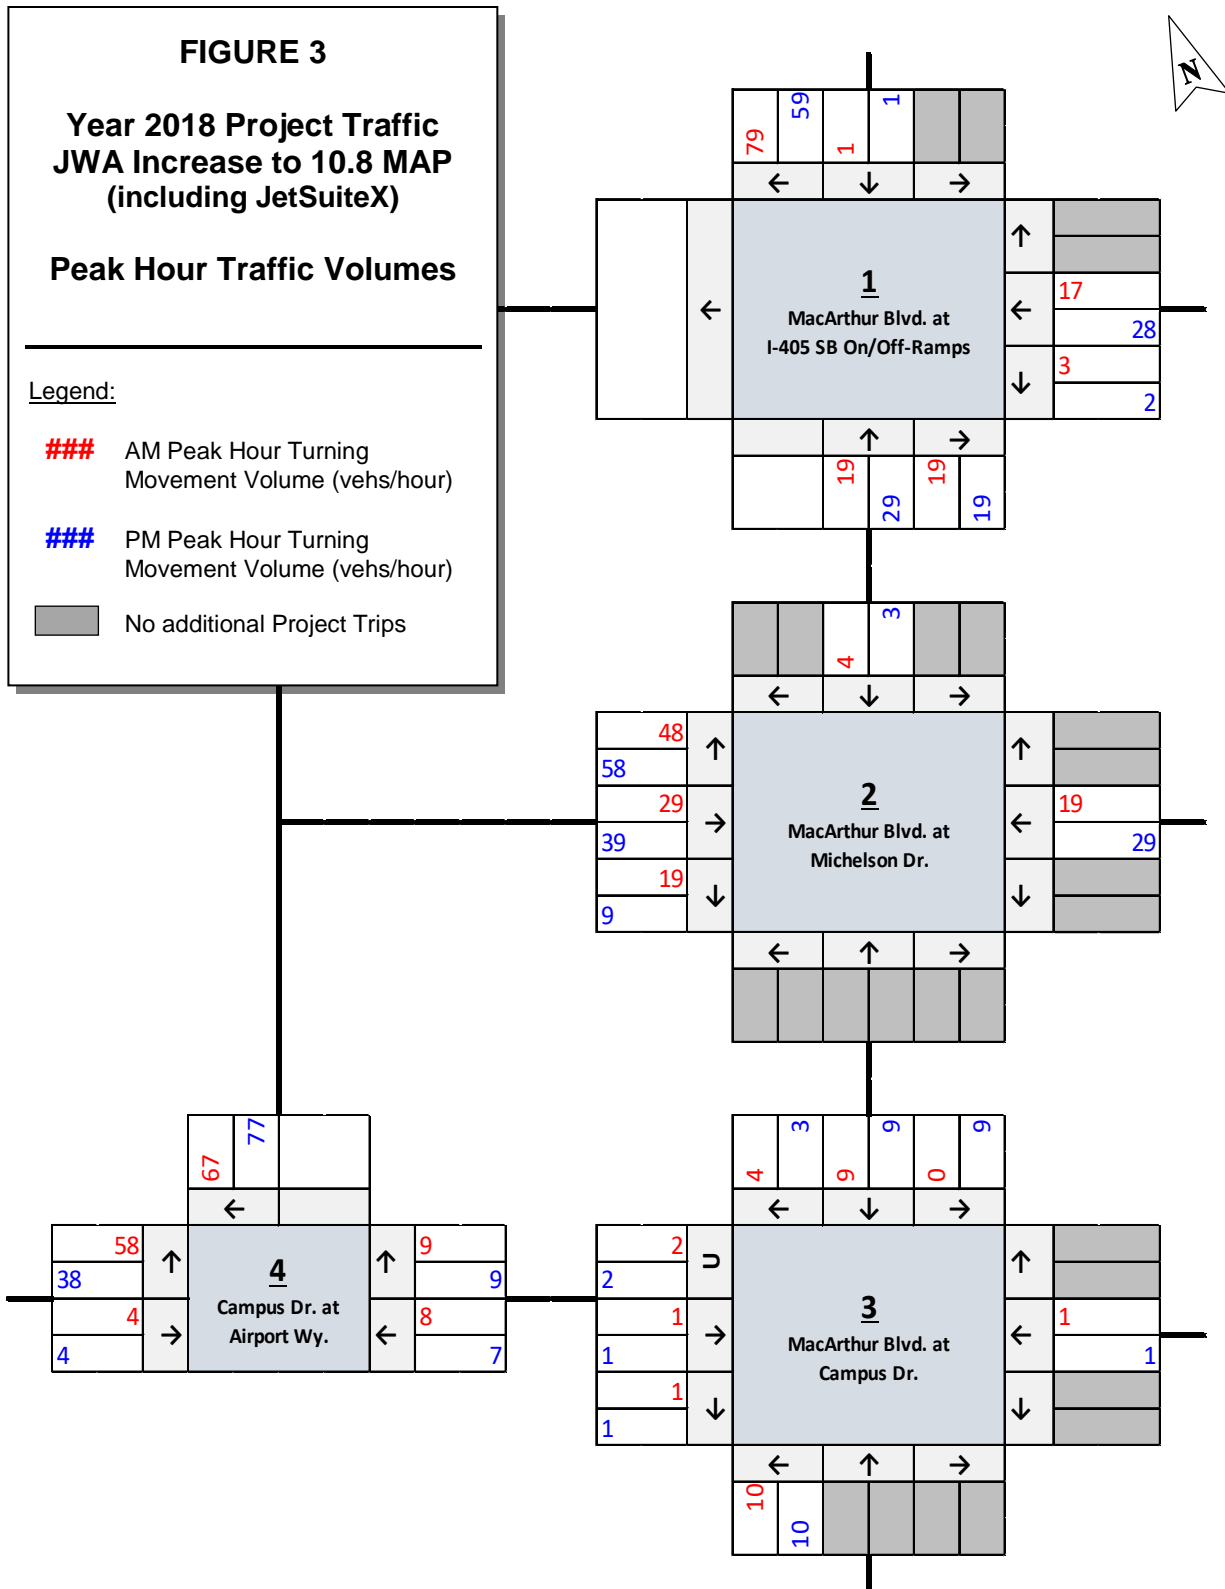 FIGURE 3
Year 2018 Project Traffic
JWA Increase to 10.8 MAP
(including JetSuiteX)
Peak Hour Traffic Volumes
Legend:
### AM Peak Hour Turning
Movement Volume (vehs/hour)
### PM Peak Hour Turning
Movement Volume (vehs/hour)
No additional Project Trips
N
79 59 1 1
← ↓ →
↑
←
17
28
←
3
2
↓
1
MacArthur Blvd. at
I-405 SB On/Off-Ramps
↑ →
19 29 19 19
4 3
← ↓ →
48
58
↑
29
39
→
19
9
↓
2
MacArthur Blvd. at
Michelson Dr.
↑
19
29
←
↓
← ↑ →
67 77
←
58
38
↑
4
4
→
4
Campus Dr. at
Airport Wy.
9
9
↑
8
7
←
4 3 9 9 0 9
← ↓ →
2
2
U
1
1
→
1
1
↓
3
MacArthur Blvd. at
Campus Dr.
↑
1
1
←
↓
← ↑ →
10 10